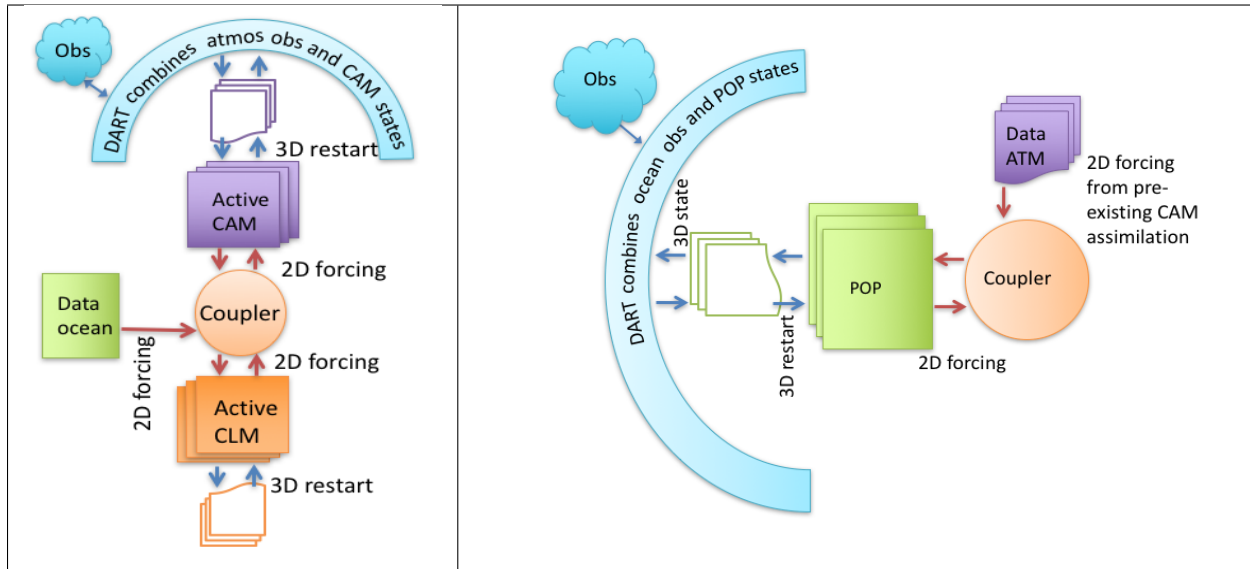 Obs
DART combines atmos obs and CAM states
3D restart
Active
CAM
2D forcing
Data
ocean
Coupler
2D forcing
2D forcing
Active
CLM
3D restart
Obs
DART combines ocean obs and POP states
3D state
3D restart
POP
2D forcing
Data
ATM
2D forcing
from pre-
existing CAM
assimilation
Coupler